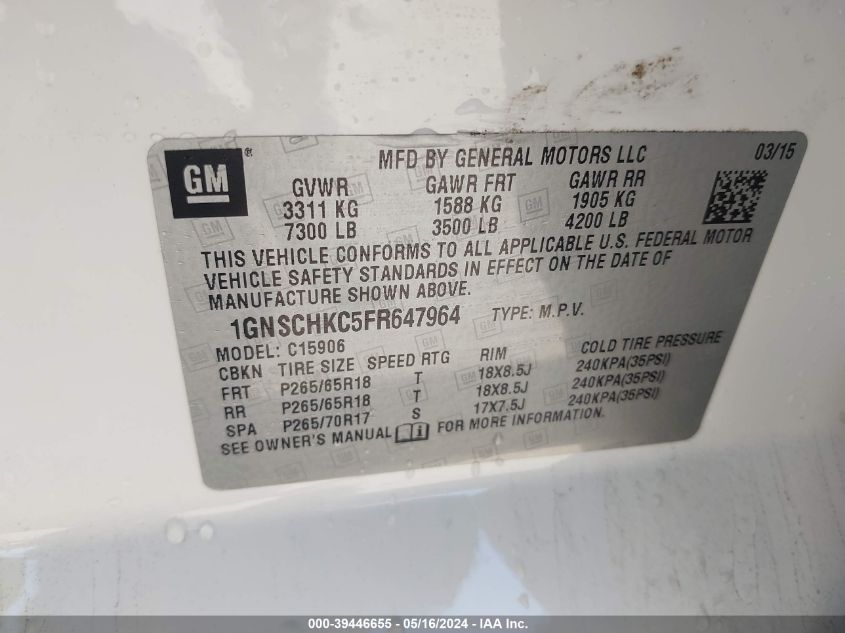 GM ® MFD BY GENERAL MOTORS LLC 03/15
GVWR GAWR FRT GAWR RR
3311 KG 1588 KG 1905 KG
7300 LB 3500 LB 4200 LB
THIS VEHICLE CONFORMS TO ALL APPLICABLE U.S. FEDERAL MOTOR
VEHICLE SAFETY STANDARDS IN EFFECT ON THE DATE OF
MANUFACTURE SHOWN ABOVE.
1GNSCHKC5FR647964 TYPE: M.P.V.
MODEL: C15906
CBKN TIRE SIZE SPEED RTG RIM COLD TIRE PRESSURE
FRT P265/65R18 T 18X8.5J 240KPA(35PSI)
RR P265/65R18 T 18X8.5J 240KPA(35PSI)
SPA P265/70R17 S 17X7.5J 240KPA(35PSI)
SEE OWNER'S MANUAL FOR MORE INFORMATION.
000-39446655 - 05/16/2024 - IAA Inc.